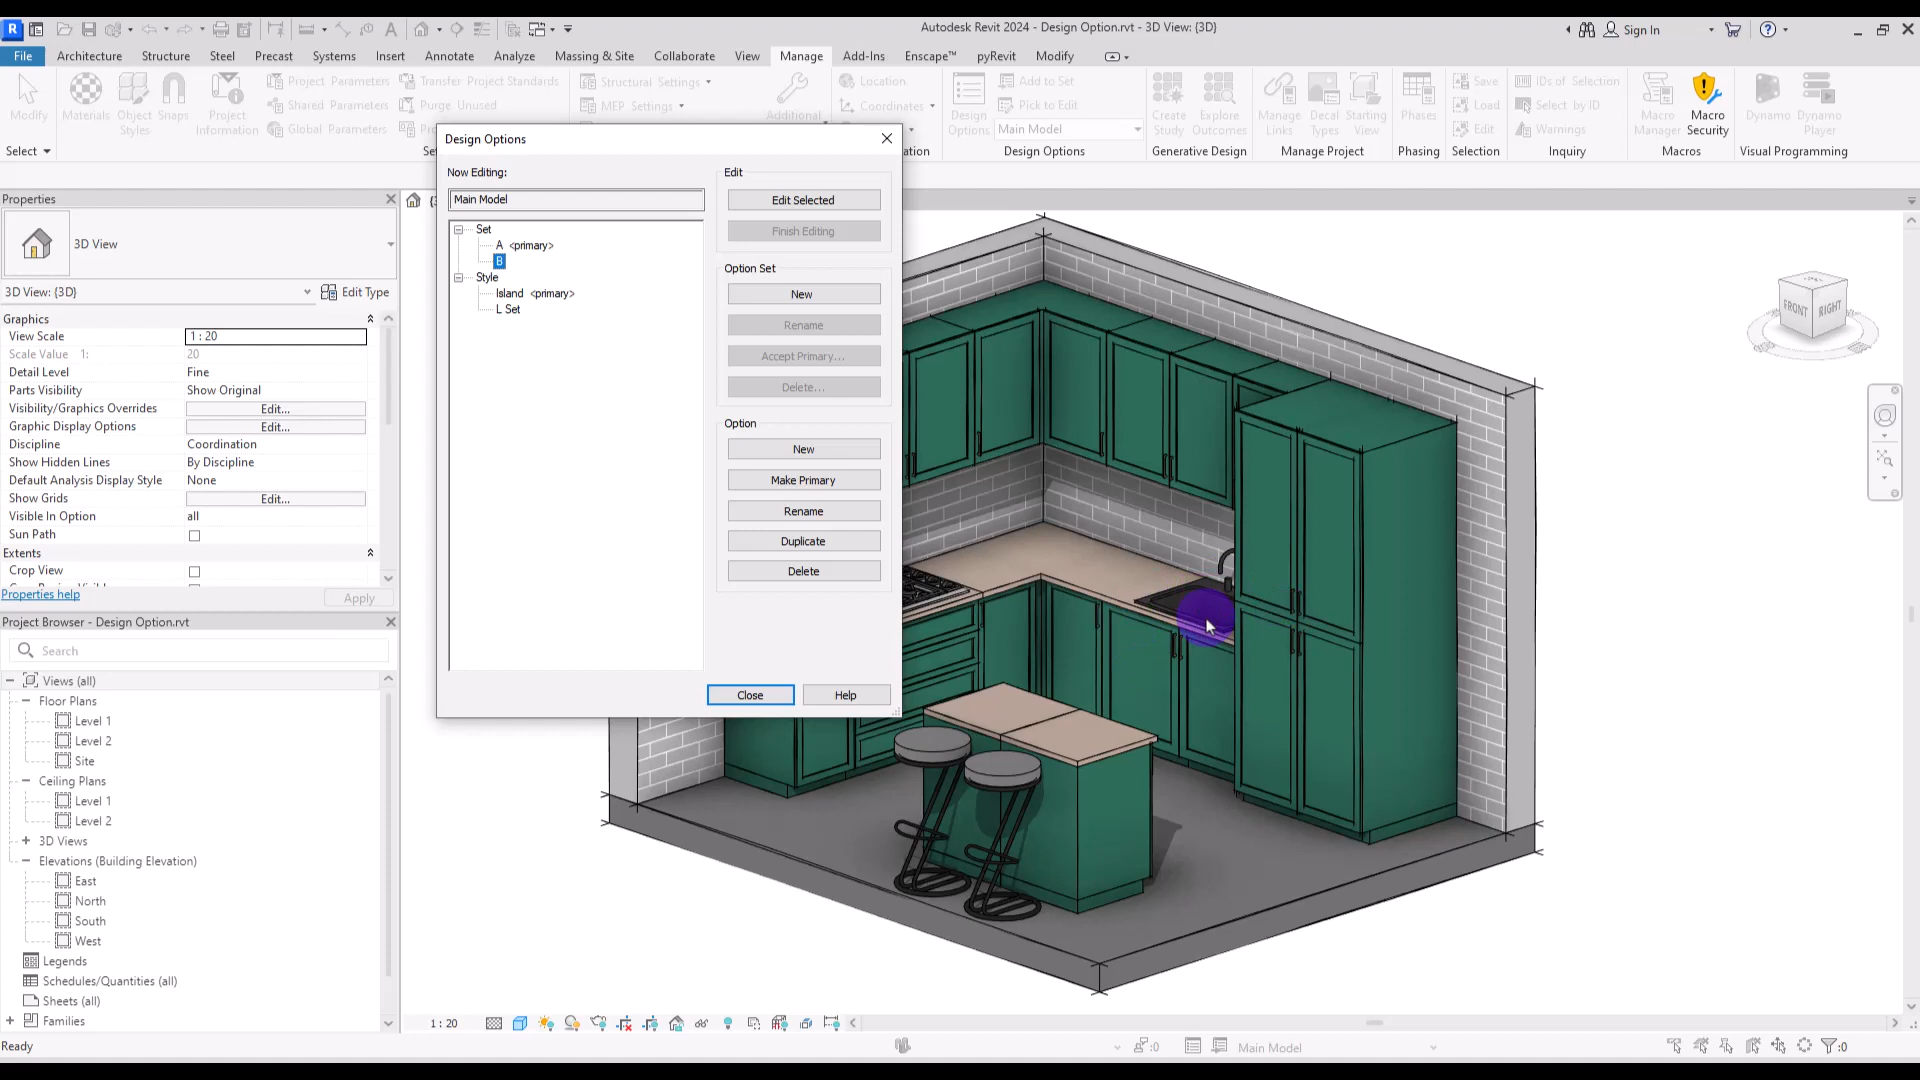 Autodesk Revit 2024 - Design Option.rvt - 3D View: {3D}
Sign In
File Architecture Structure Steel Precast Systems Insert Annotate Analyze Massing & Site Collaborate View Manage Add-Ins Enscape™ pyRevit Modify
Modify
Materials
Object Styles
Snaps
Project Information
Project Parameters
Shared Parameters
Global Parameters
Transfer Project Standards
Purge Unused
Structural Settings
MEP Settings
Additional
Location
Coordinates
Design Options
Add to Set
Pick to Edit
Main Model
Create Study
Explore Outcomes
Manage Links
Decal Types
Starting View
Phases
Save
Load
Edit
IDs of Selection
Select by ID
Warnings
Macro Manager
Macro Security
Dynamo
Dynamo Player
Select
Design Options
Generative Design
Manage Project
Phasing
Selection
Inquiry
Macros
Visual Programming
Properties
3D View
3D View: {3D}
Edit Type
Graphics
View Scale 1 : 20
Scale Value 1: 20
Detail Level Fine
Parts Visibility Show Original
Visibility/Graphics Overrides Edit...
Graphic Display Options Edit...
Discipline Coordination
Show Hidden Lines By Discipline
Default Analysis Display Style None
Show Grids Edit...
Visible In Option all
Sun Path
Extents
Crop View
Properties help
Apply
Project Browser - Design Option.rvt
Search
Views (all)
Floor Plans
Level 1
Level 2
Site
Ceiling Plans
Level 1
Level 2
3D Views
Elevations (Building Elevation)
East
North
South
West
Legends
Schedules/Quantities (all)
Sheets (all)
Families
Ready
Design Options
Now Editing:
Main Model
Set
A <primary>
B
Style
Island <primary>
L Set
Edit
Edit Selected
Finish Editing
Option Set
New
Rename
Accept Primary...
Delete...
Option
New
Make Primary
Rename
Duplicate
Delete
Close
Help
FRONT
RIGHT
1 : 20
:0
Main Model
:0